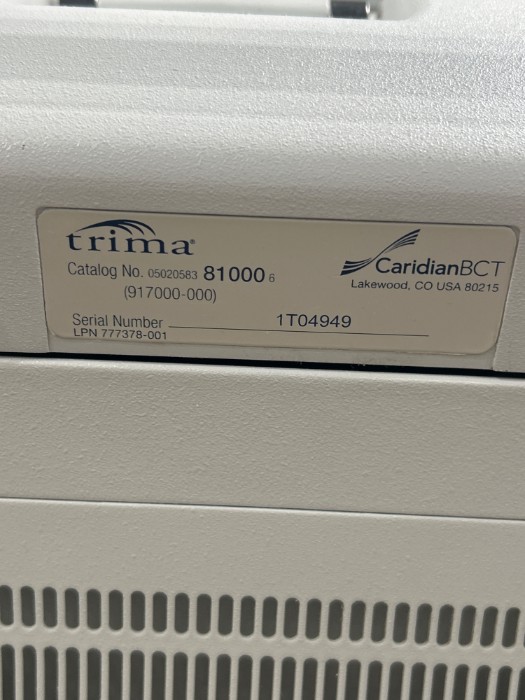 trima®
Catalog No. 05020583 81000 6
(917000-000)
CaridianBCT
Lakewood, CO USA 80215
Serial Number 1T04949
LPN 777378-001